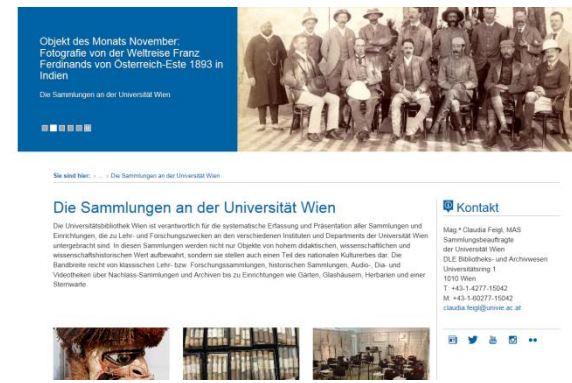 Objekt des Monats November:
Fotografie von der Weltreise Franz
Ferdinands von Österreich-Este 1893 in
Indien
Die Sammlungen an der Universität Wien
Sie sind hier: › ... › Die Sammlungen an der Universität Wien
Die Sammlungen an der Universität Wien
Die Universitätsbibliothek Wien ist verantwortlich für die systematische Erfassung und Präsentation aller Sammlungen und
Einrichtungen, die zu Lehr- und Forschungszwecken an den verschiedenen Instituten und Departments der Universität Wien
untergebracht sind. In diesen Sammlungen werden nicht nur Objekte von hohem didaktischen, wissenschaftlichen und
wissenschaftshistorischen Wert aufbewahrt, sondern sie stellen auch einen Teil des nationalen Kulturerbes dar. Die
Bandbreite reicht von klassischen Lehr- bzw. Forschungssammlungen, historischen Sammlungen, Audio-, Dia- und
Videotheken über Nachlass-Sammlungen und Archiven bis zu Einrichtungen wie Gärten, Glashäusern, Herbarien und einer
Sternwarte.
Kontakt
Mag.ª Claudia Feigl, MAS
Sammlungsbeauftragte
der Universität Wien
DLE Bibliotheks- und Archivwesen
Universitätsring 1
1010 Wien
T: +43-1-4277-15042
M: +43-1-60277-15042
claudia.feigl@univie.ac.at